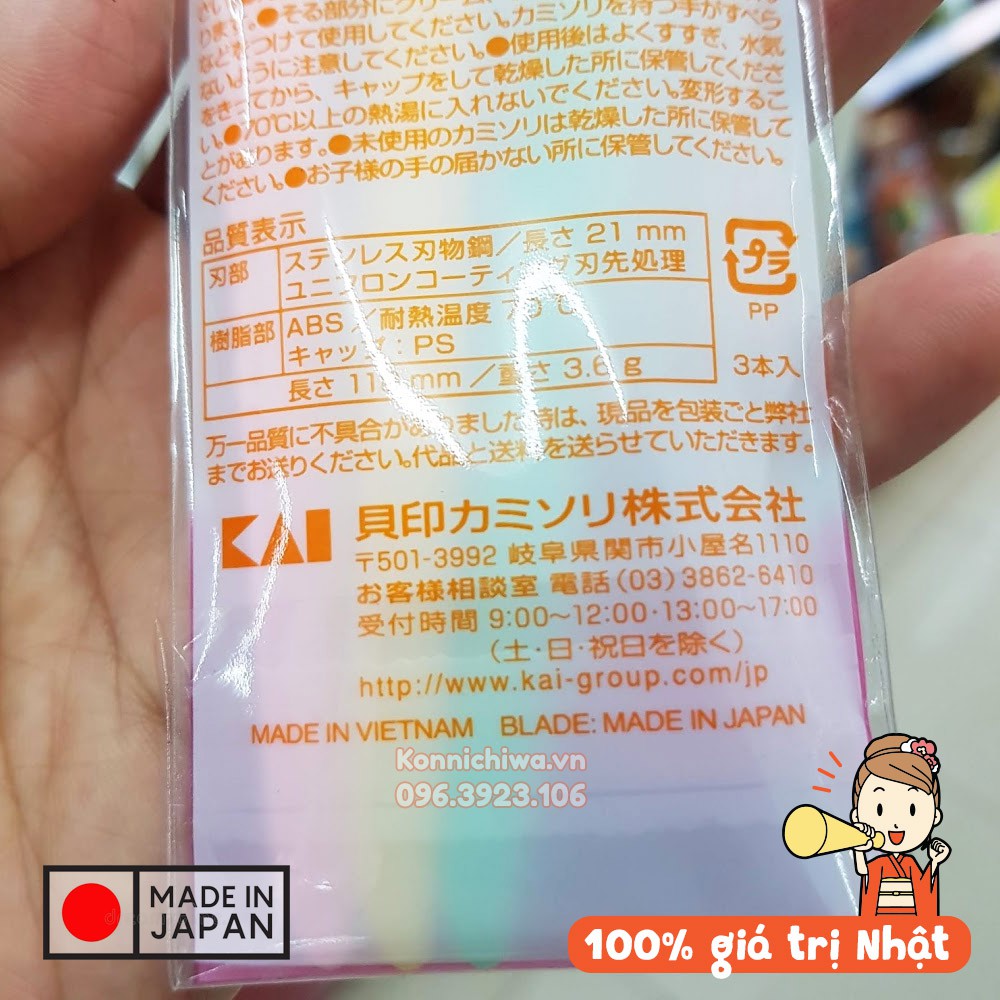 ●そる部分にクリーム
カミソリを持つ手がすべら
などをつけて使用してください。●使用後はよくすすぎ、水気
ないように注意してください。
をきってから、キャップをして乾燥した所に保管してくださ
い。●70℃以上の熱湯に入れないでください。変形するこ
とがあります。●未使用のカミソリは乾燥した所に保管して
ください。●お子様の手の届かない所に保管してください。
品質表示
刃部 ステンレス刃物鋼／長さ 21 mm
ユニフロンコーティング刃先処理
樹脂部 ABS／耐熱温度
キャップ：PS
長さ mm／重さ 3.6 g
プラ
PP
3本入
万一品質に不具合がありました時は、現品を包装ごと弊社
までお送りください。代品と送料を送らせていただきます。
KAI 貝印カミソリ株式会社
〒501-3992 岐阜県関市小屋名1110
お客様相談室 電話(03)3862-6410
受付時間 9:00〜12:00・13:00〜17:00
(土・日・祝日を除く)
http://www.kai-group.com/jp
MADE IN VIETNAM BLADE: MADE IN JAPAN
Konnichiwa.vn
096.3923.106
MADE IN
JAPAN
100% giá trị Nhật